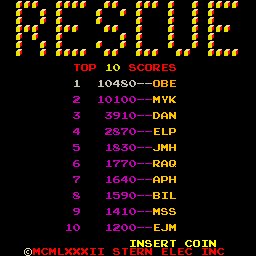 RESCUE
TOP 10 SCORES
1 10480--OBE
2 10100--MYK
3 3910--DAN
4 2870--ELP
5 1830--JMH
6 1770--RAQ
7 1640--APH
8 1590--BIL
9 1410--MSS
10 1200--EJM
INSERT COIN
©MCMLXXXII STERN ELEC INC